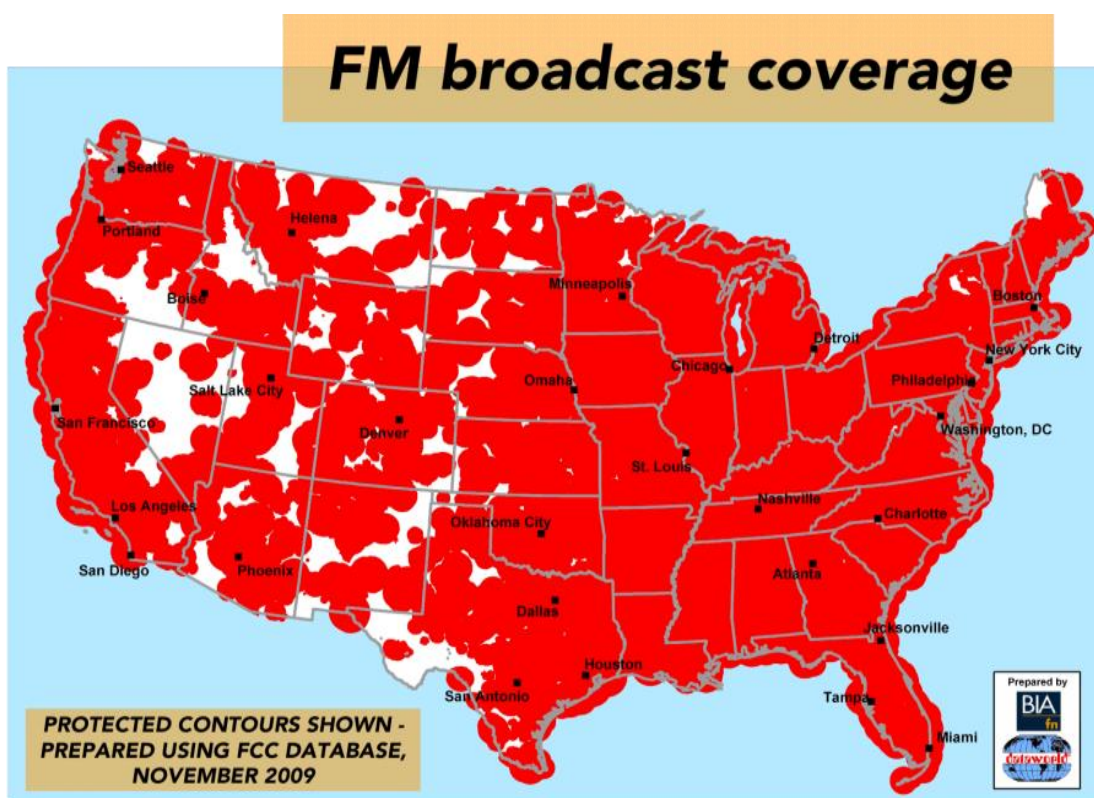 FM broadcast coverage
Seattle
Portland
Helena
Boise
Minneapolis
Boston
Detroit
New York City
Chicago
Salt Lake City
Omaha
Philadelphia
San Francisco
Denver
Washington, DC
St. Louis
Los Angeles
Nashville
Oklahoma City
Charlotte
San Diego
Phoenix
Atlanta
Dallas
Jacksonville
Houston
San Antonio
Tampa
Miami
PROTECTED CONTOURS SHOWN -
PREPARED USING FCC DATABASE,
NOVEMBER 2009
Prepared by
BIA
fn
dataworld